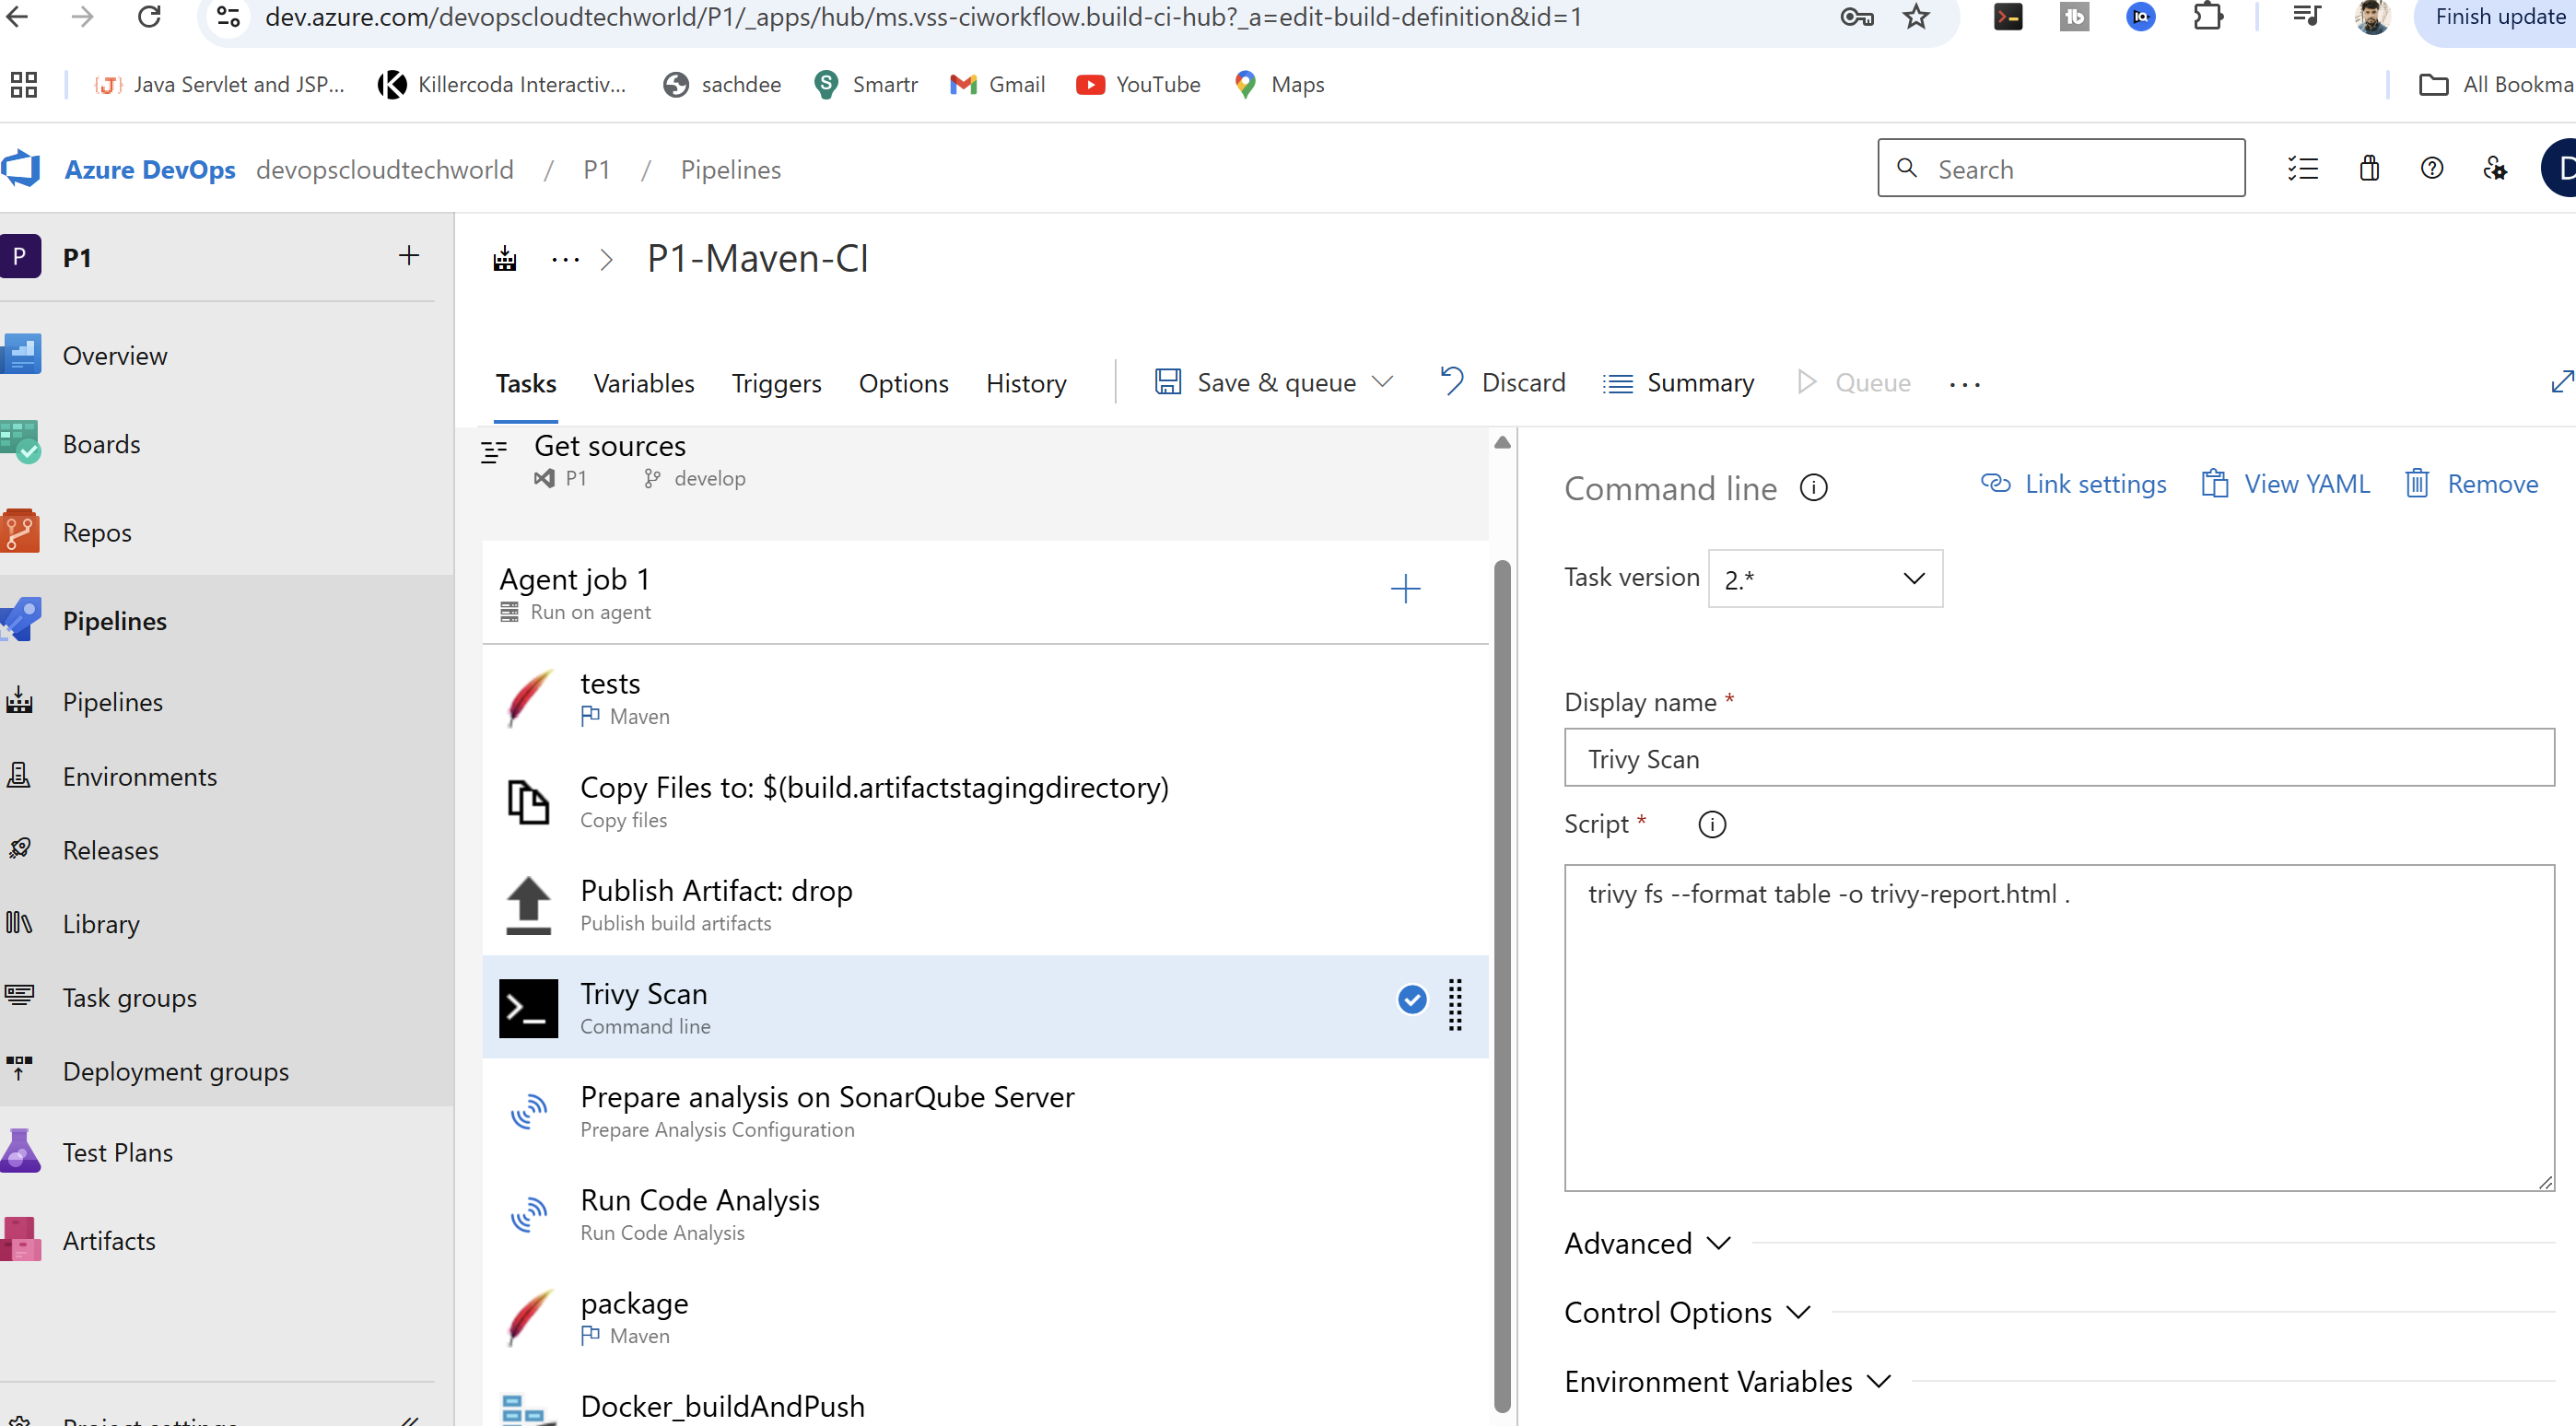 dev.azure.com/devopscloudtechworld/P1/_apps/hub/ms.vss-ciworkflow.build-ci-hub?_a=edit-build-definition&id=1
Finish update
Java Servlet and JSP...
Killercoda Interactiv...
sachdee
Smartr
Gmail
YouTube
Maps
All Bookma
Azure DevOps devopscloudtechworld / P1 / Pipelines
Search
P P1
Overview
Boards
Repos
Pipelines
Pipelines
Environments
Releases
Library
Task groups
Deployment groups
Test Plans
Artifacts
Project settings
... > P1-Maven-CI
Tasks Variables Triggers Options History Save & queue Discard Summary Queue ...
Get sources
P1 develop
Agent job 1
Run on agent
tests
Maven
Copy Files to: $(build.artifactstagingdirectory)
Copy files
Publish Artifact: drop
Publish build artifacts
Trivy Scan
Command line
Prepare analysis on SonarQube Server
Prepare Analysis Configuration
Run Code Analysis
Run Code Analysis
package
Maven
Docker_buildAndPush
Command line
Link settings View YAML Remove
Task version 2.*
Display name *
Trivy Scan
Script *
trivy fs --format table -o trivy-report.html .
Advanced
Control Options
Environment Variables